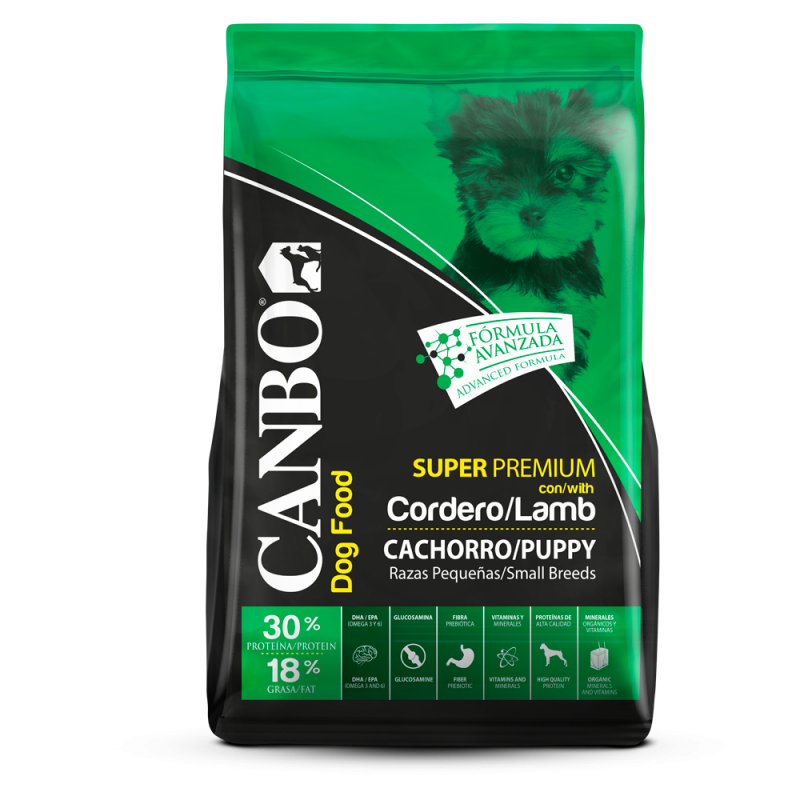 CANBO®
Dog Food
FÓRMULA
AVANZADA
ADVANCED FORMULA
SUPER PREMIUM
con/with
Cordero/Lamb
CACHORRO/PUPPY
Razas Pequeñas/Small Breeds
30%
PROTEÍNA/PROTEIN
18%
GRASA/FAT
DHA / EPA
(OMEGA 3 Y 6)
DHA / EPA
(OMEGA 3 AND 6)
GLUCOSAMINA
GLUCOSAMINE
FIBRA
PREBIÓTICA
FIBER
PREBIOTIC
VITAMINAS Y
MINERALES
VITAMINS AND
MINERALS
PROTEÍNAS DE
ALTA CALIDAD
HIGH QUALITY
PROTEIN
MINERALES
ORGÁNICOS Y
VITAMINAS
ORGANIC
MINERALS
AND VITAMINS